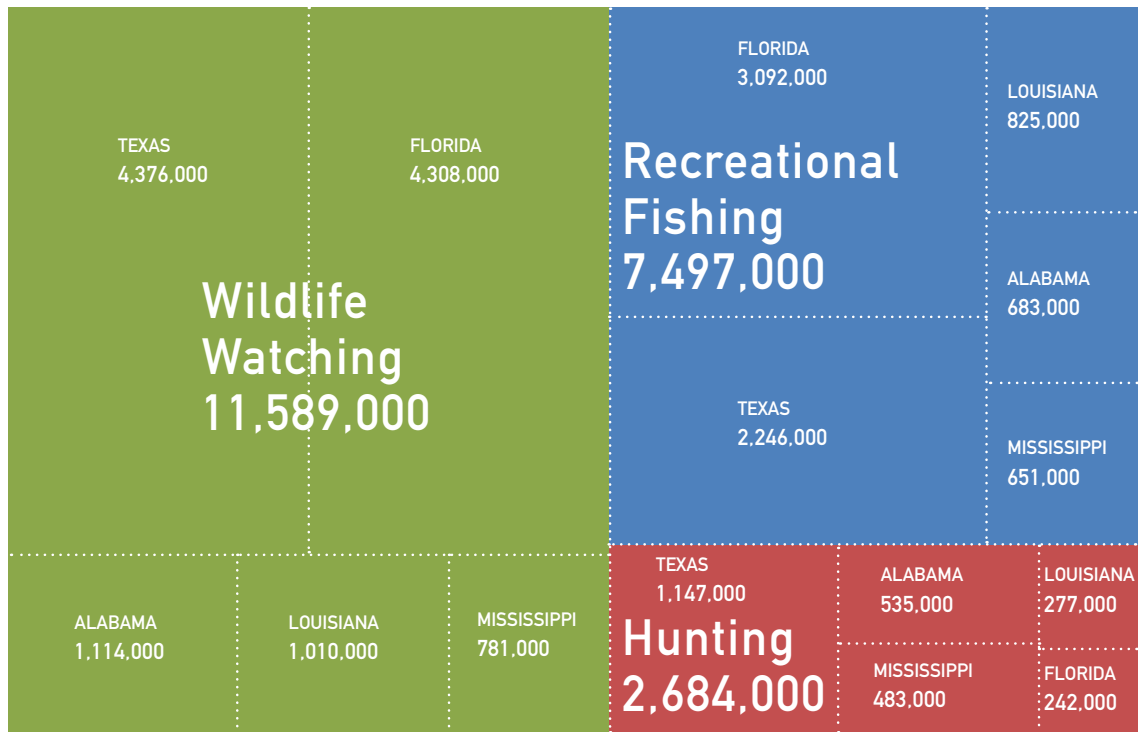 TEXAS
4,376,000
FLORIDA
4,308,000
Wildlife
Watching
11,589,000
ALABAMA
1,114,000
LOUISIANA
1,010,000
MISSISSIPPI
781,000
FLORIDA
3,092,000
Recreational
Fishing
7,497,000
LOUISIANA
825,000
ALABAMA
683,000
TEXAS
2,246,000
MISSISSIPPI
651,000
TEXAS
1,147,000
Hunting
2,684,000
ALABAMA
535,000
LOUISIANA
277,000
MISSISSIPPI
483,000
FLORIDA
242,000